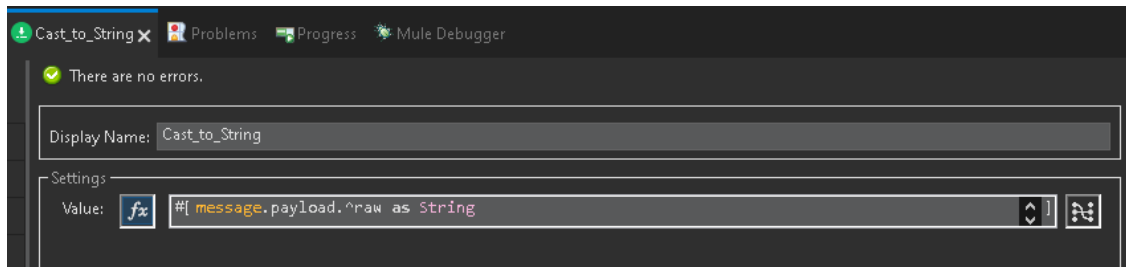 Cast_to_String Problems Progress Mule Debugger
There are no errors.
Display Name: Cast_to_String
Settings
Value: fx #[ message.payload.^raw as String ]